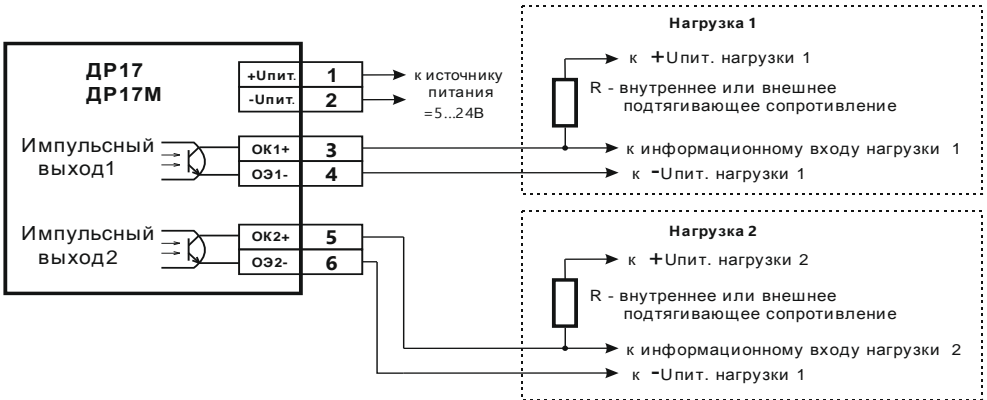 Нагрузка 1
к +Uпит. нагрузки 1
R - внутреннее или внешнее
подтягивающее сопротивление
к информационному входу нагрузки 1
к -Uпит. нагрузки 1
ДР17
ДР17М
+Uпит. 1
-Uпит. 2
к источнику
питания
=5...24В
Импульсный
выход1
ОК1+ 3
ОЭ1- 4
Импульсный
выход2
ОК2+ 5
ОЭ2- 6
Нагрузка 2
к +Uпит. нагрузки 2
R - внутреннее или внешнее
подтягивающее сопротивление
к информационному входу нагрузки 2
к -Uпит. нагрузки 1